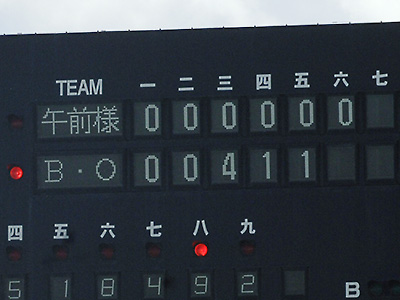 TEAM 一 二 三 四 五 六 七
午前様 0 0 0 0 0 0
B・O 0 0 4 1 1
四 五 六 七 八 九
5 1 8 4 9 2
B